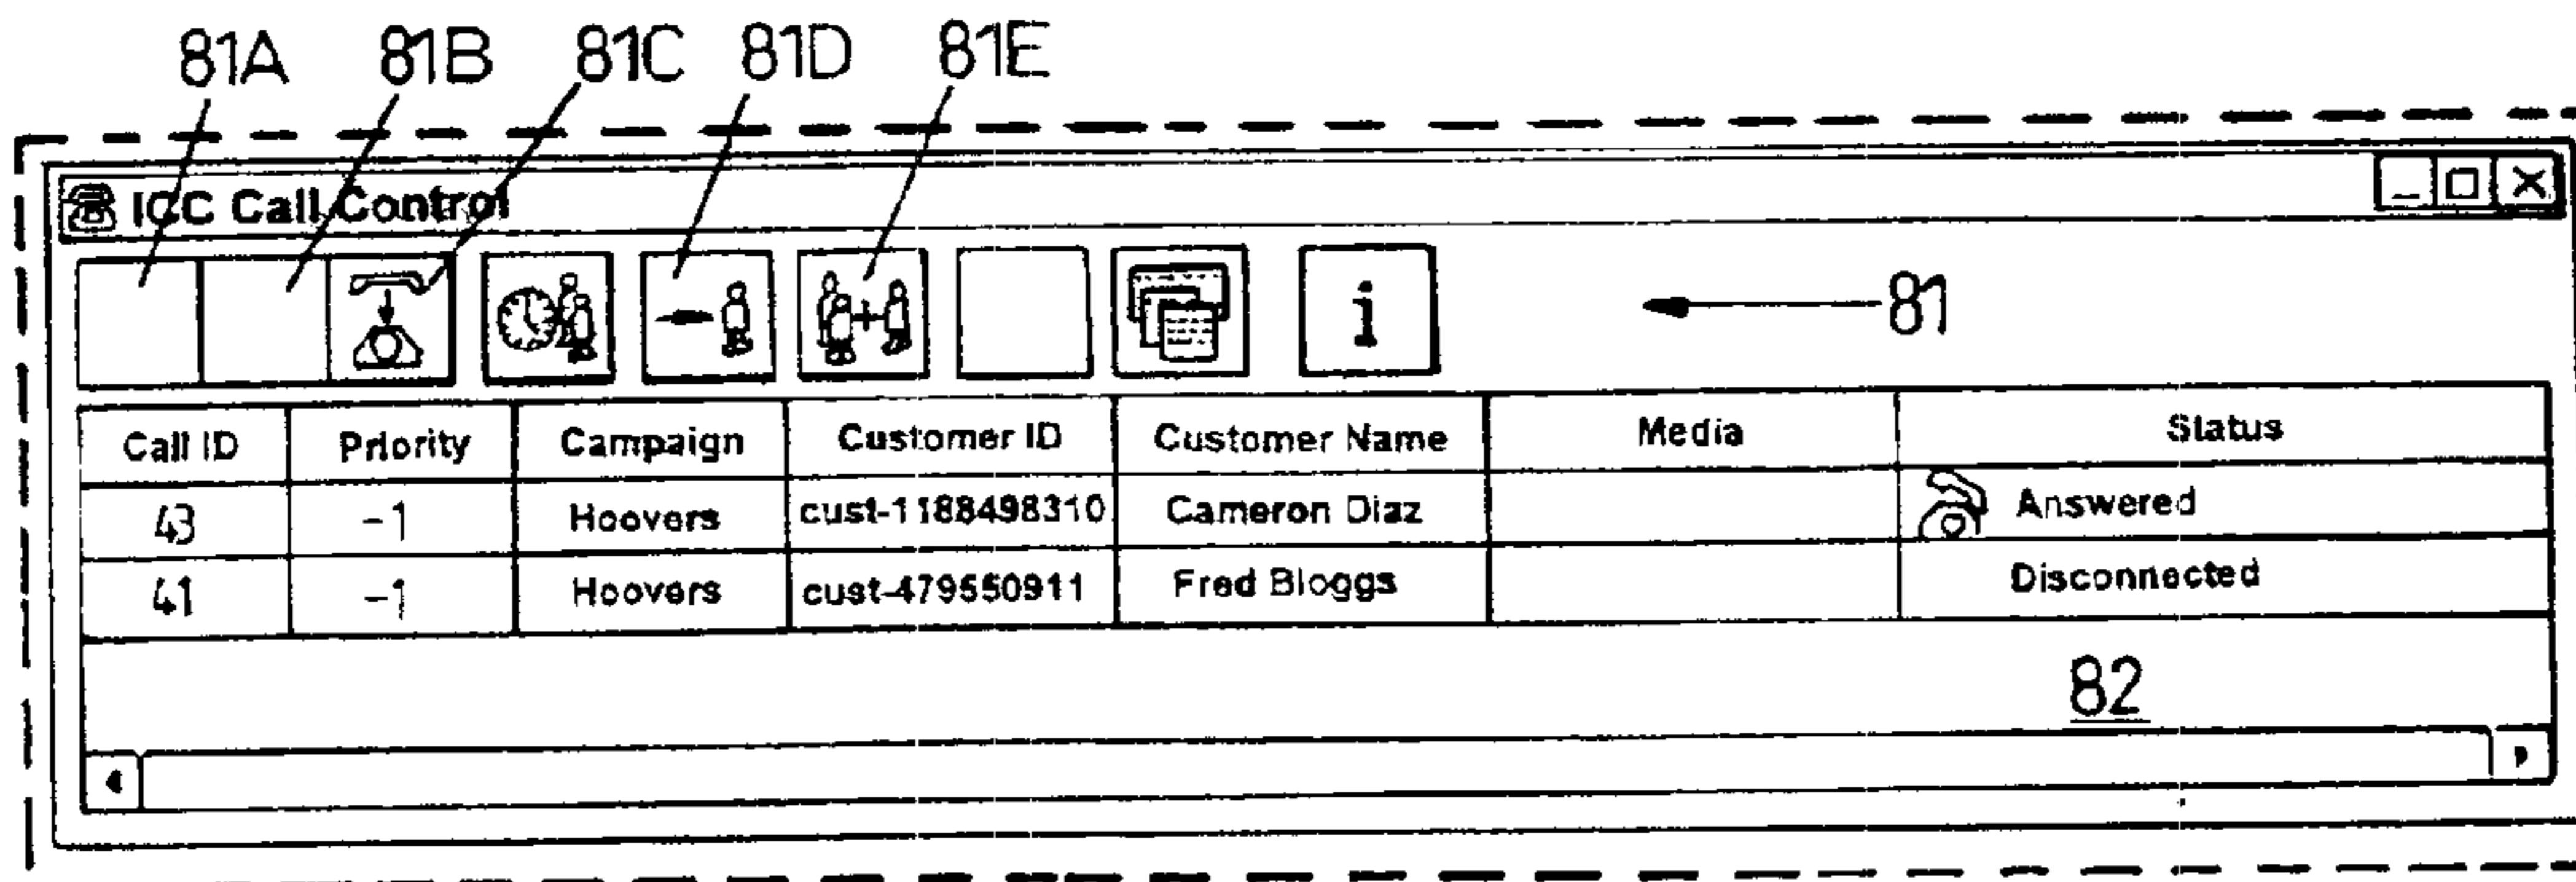 81A 81B 81C 81D 81E
ICC Call Control
i
81
Call ID Priority Campaign Customer ID Customer Name Media Status
43 -1 Hoovers cust-1188498310 Cameron Diaz Answered
41 -1 Hoovers cust-479550911 Fred Bloggs Disconnected
82